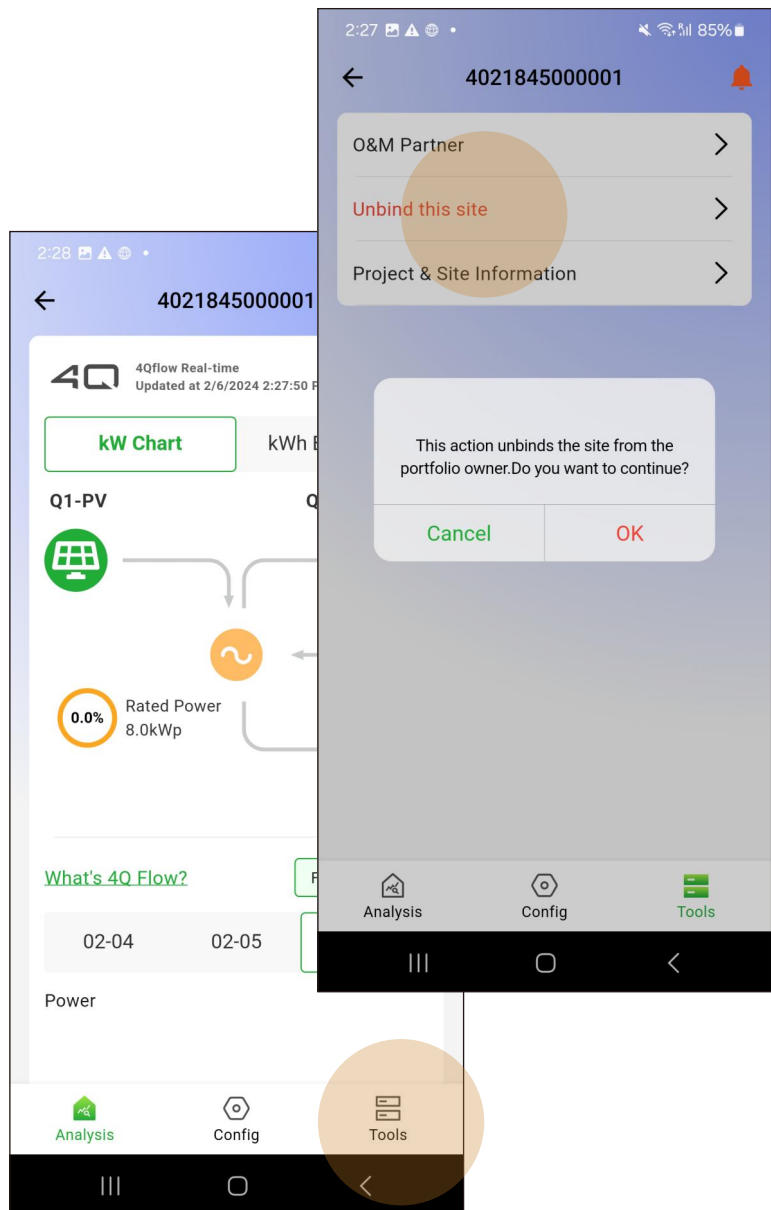 2:27
85%
4021845000001
O&M Partner
Unbind this site
Project & Site Information
This action unbinds the site from the
portfolio owner.Do you want to continue?
Cancel
OK
Analysis
Config
Tools
2:28
4021845000001
4Q
4Qflow Real-time
Updated at 2/6/2024 2:27:50
kW Chart
kWh
Q1-PV
0.0%
Rated Power
8.0kWp
What's 4Q Flow?
02-04
02-05
Power
Analysis
Config
Tools